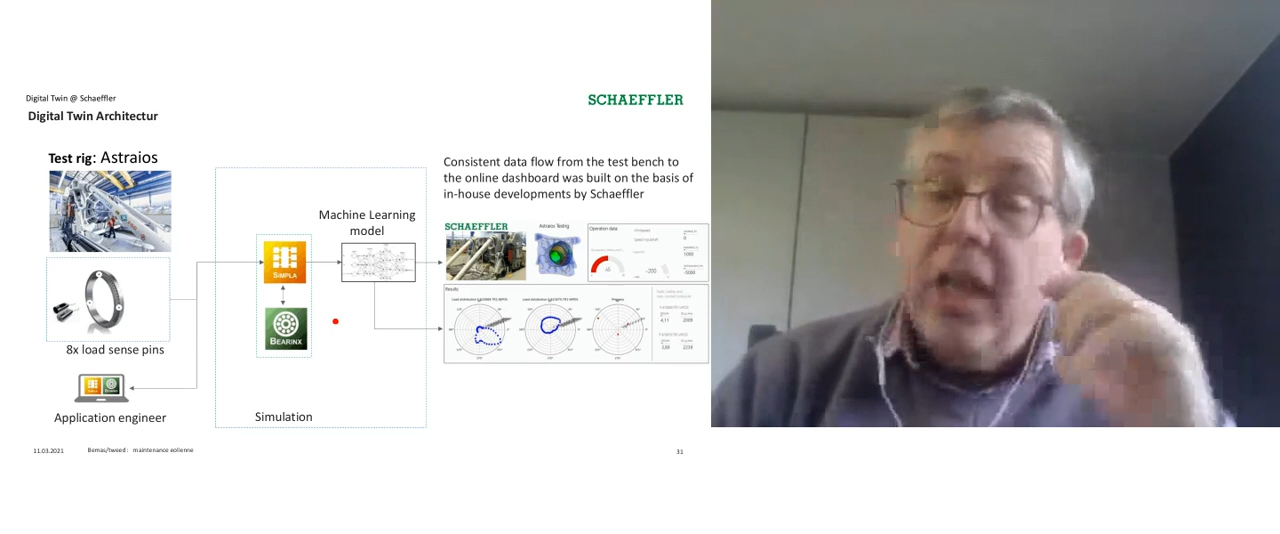 Digital Twin @ Schaeffler
Digital Twin Architectur
SCHAEFFLER
Test rig: Astraios
Consistent data flow from the test bench to
the online dashboard was built on the basis of
in-house developments by Schaeffler
Machine Learning
model
SIMPLA
BEARINX
8x load sense pins
Application engineer
Simulation
SCHAEFFLER
Astraios Testing
Operation data
Results
11.03.2021
Bemas/tweed : maintenance eolienne
31